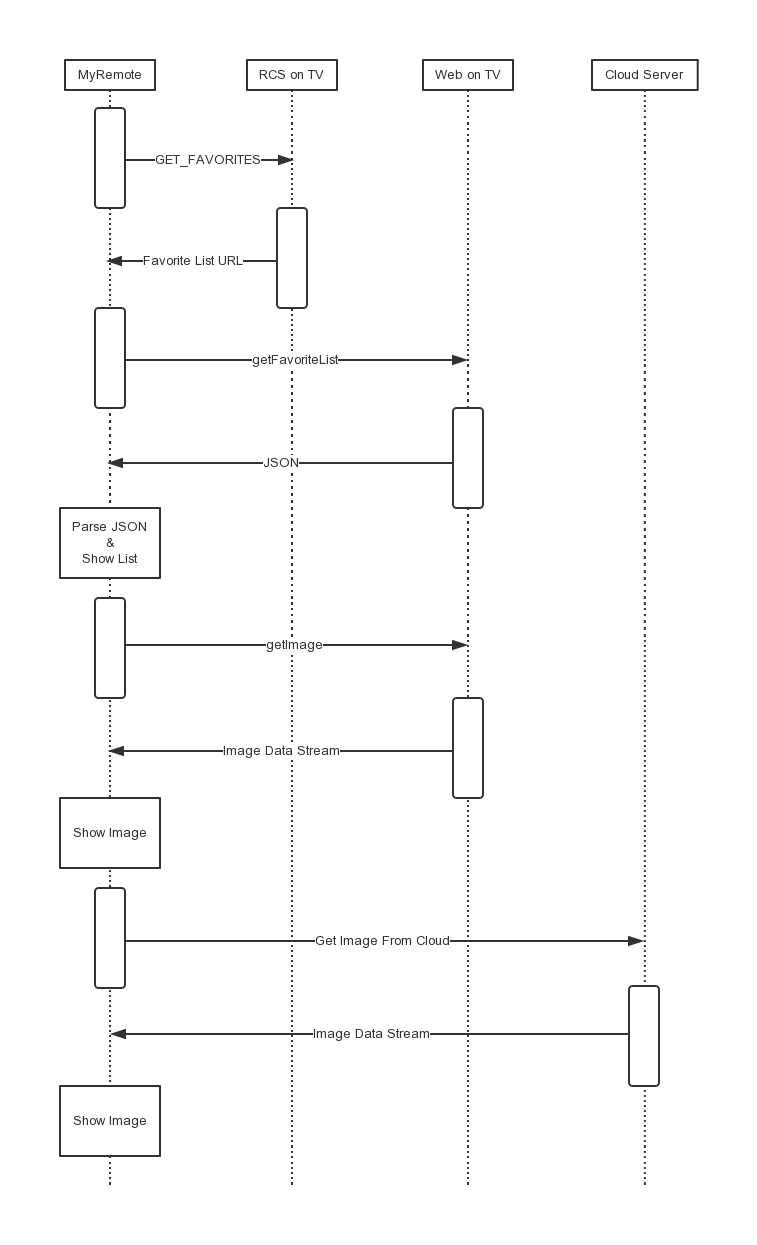 MyRemote
RCS on TV
Web on TV
Cloud Server
GET_FAVORITES
Favorite List URL
getFavoriteList
JSON
Parse JSON
&
Show List
getImage
Image Data Stream
Show Image
Get Image From Cloud
Image Data Stream
Show Image